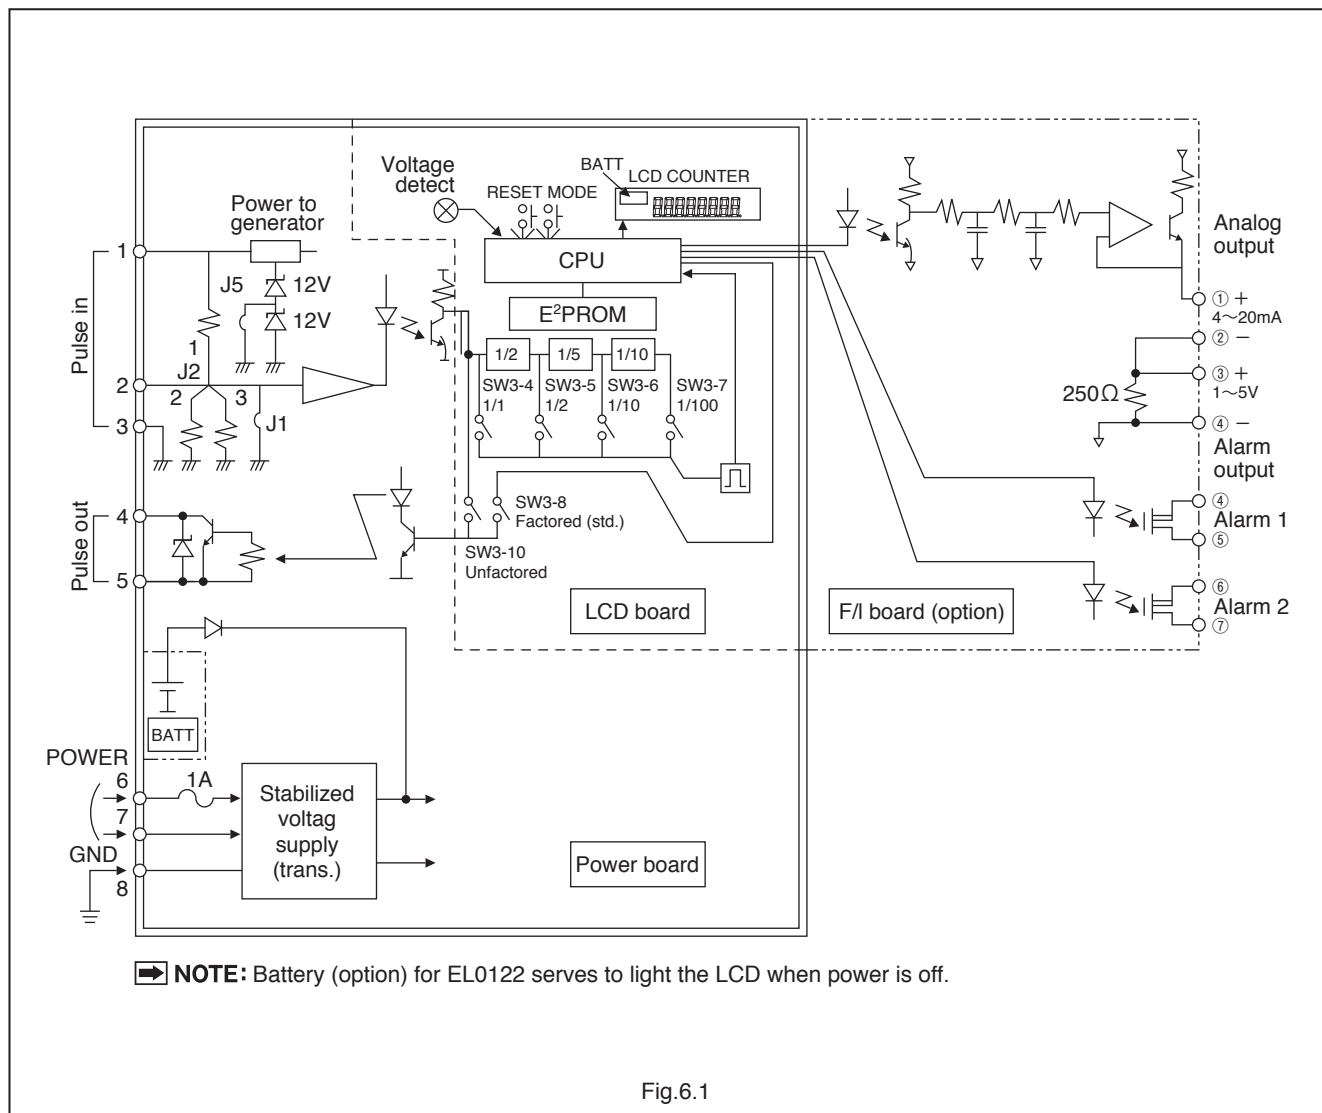 Voltage
detect
RESET MODE
BATT
LCD COUNTER
Power to
generator
CPU
E²PROM
Analog
output
① +
4～20mA
② −
③ +
1～5V
250Ω
④ −
Pulse in
1
2
3
J5
12V
12V
1
J2
2
3
J1
1/2
1/5
1/10
SW3-4
1/1
SW3-5
1/2
SW3-6
1/10
SW3-7
1/100
Alarm
output
④
Alarm 1
⑤
⑥
Alarm 2
⑦
Pulse out
4
5
SW3-8
Factored (std.)
SW3-10
Unfactored
LCD board
F/I board (option)
BATT
POWER
6
1A
7
GND
8
Stabilized
voltag
supply
(trans.)
Power board
NOTE: Battery (option) for EL0122 serves to light the LCD when power is off.
Fig.6.1